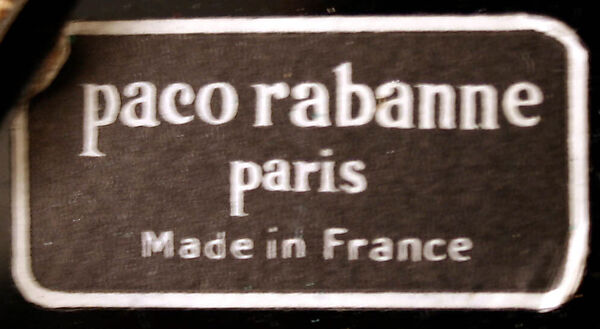 paco rabanne
paris
Made in France